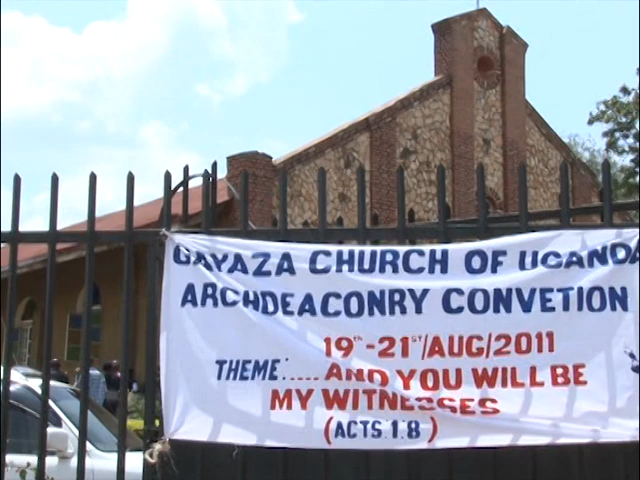 GAYAZA CHURCH OF UGANDA
ARCHDEACONRY CONVETION
19TH-21ST/AUG/2011
THEME:.... AND YOU WILL BE
MY WITNESSES
(ACTS.1.8)